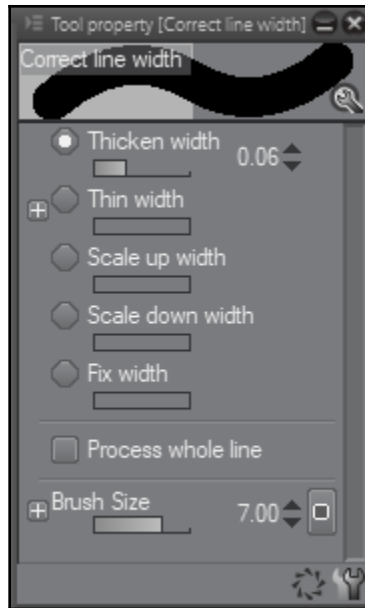 Tool property [Correct line width]
Correct line width
Thicken width 0.06
Thin width
Scale up width
Scale down width
Fix width
Process whole line
Brush Size 7.00